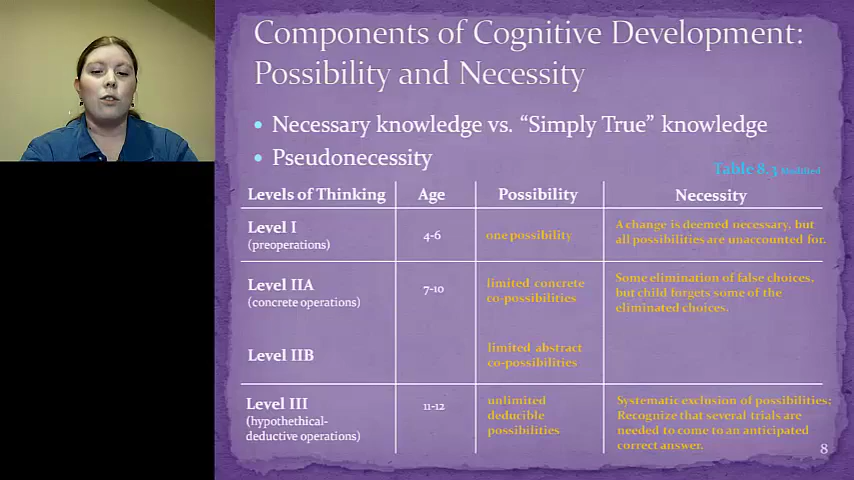 Components of Cognitive Development:
Possibility and Necessity
• Necessary knowledge vs. “Simply True” knowledge
• Pseudonecessity
Table 8.3 Modified
Levels of Thinking Age Possibility Necessity
Level I
(preoperations)
4-6
one possibility
A change is deemed necessary, but
all possibilities are unaccounted for.
Level IIA
(concrete operations)
7-10
limited concrete
co-possibilities
Some elimination of false choices,
but child forgets some of the
eliminated choices.
Level IIB
limited abstract
co-possibilities
Level III
(hypothethical-
deductive operations)
11-12
unlimited
deducible
possibilities
Systematic exclusion of possibilities;
Recognize that several trials are
needed to come to an anticipated
correct answer.
8